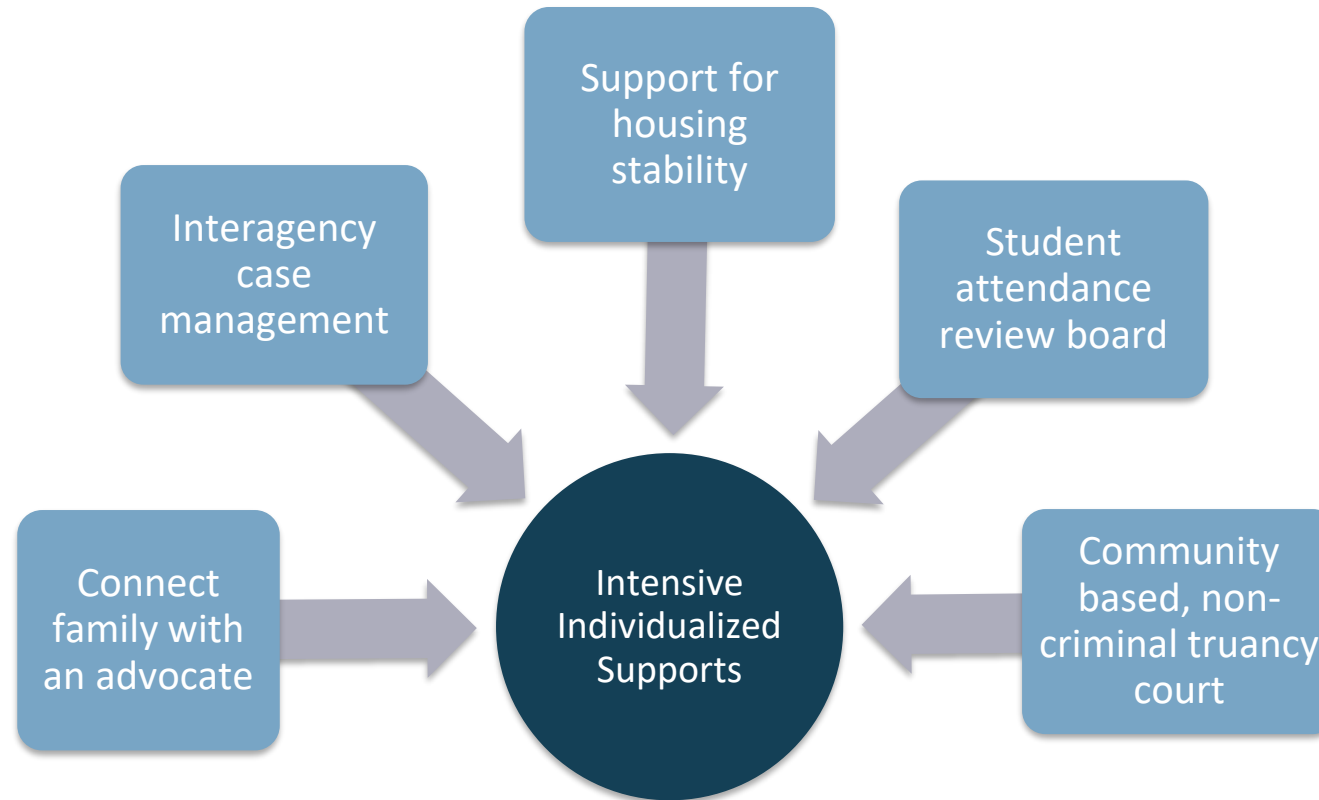 Support for
housing
stability
Interagency
case
management
Student
attendance
review board
Connect
family with
an advocate
Intensive
Individualized
Supports
Community
based, non-
criminal truancy
court